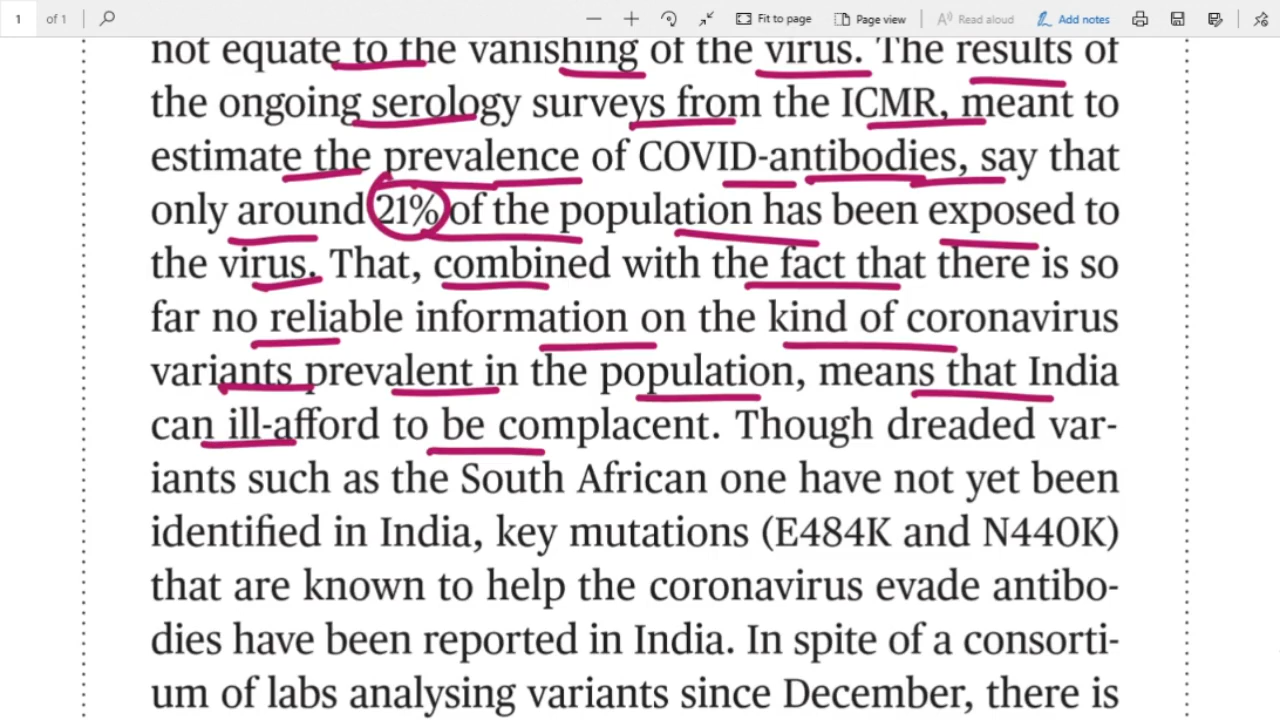 1 of 1 Fit to page Page view Read aloud Add notes
not equate to the vanishing of the virus. The results of
the ongoing serology surveys from the ICMR, meant to
estimate the prevalence of COVID-antibodies, say that
only around 21% of the population has been exposed to
the virus. That, combined with the fact that there is so
far no reliable information on the kind of coronavirus
variants prevalent in the population, means that India
can ill-afford to be complacent. Though dreaded var-
iants such as the South African one have not yet been
identified in India, key mutations (E484K and N440K)
that are known to help the coronavirus evade antibo-
dies have been reported in India. In spite of a consorti-
um of labs analysing variants since December, there is